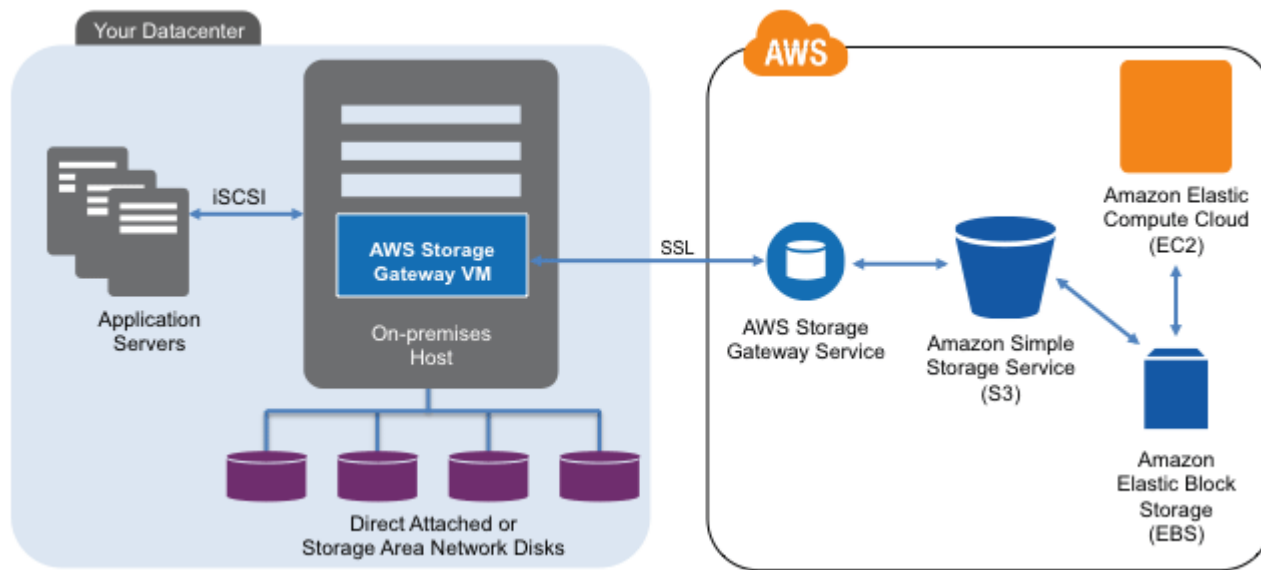 Your Datacenter
AWS
iSCSI
AWS Storage
Gateway VM
SSL
Application
Servers
On-premises
Host
Direct Attached or
Storage Area Network Disks
AWS Storage
Gateway Service
Amazon Simple
Storage Service
(S3)
Amazon Elastic
Compute Cloud
(EC2)
Amazon
Elastic Block
Storage
(EBS)